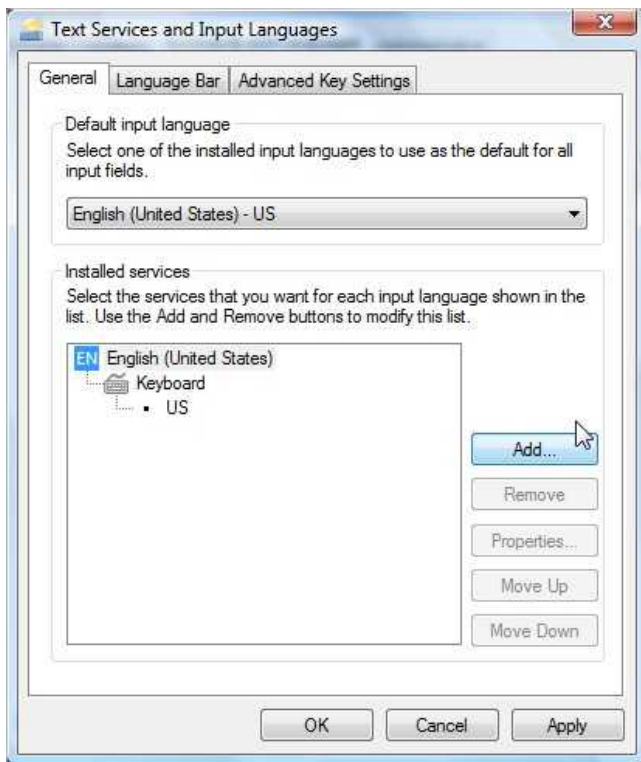 Text Services and Input Languages
General
Language Bar
Advanced Key Settings
Default input language
Select one of the installed input languages to use as the default for all
input fields.
English (United States) - US
Installed services
Select the services that you want for each input language shown in the
list. Use the Add and Remove buttons to modify this list.
EN English (United States)
Keyboard
US
Add...
Remove
Properties...
Move Up
Move Down
OK
Cancel
Apply